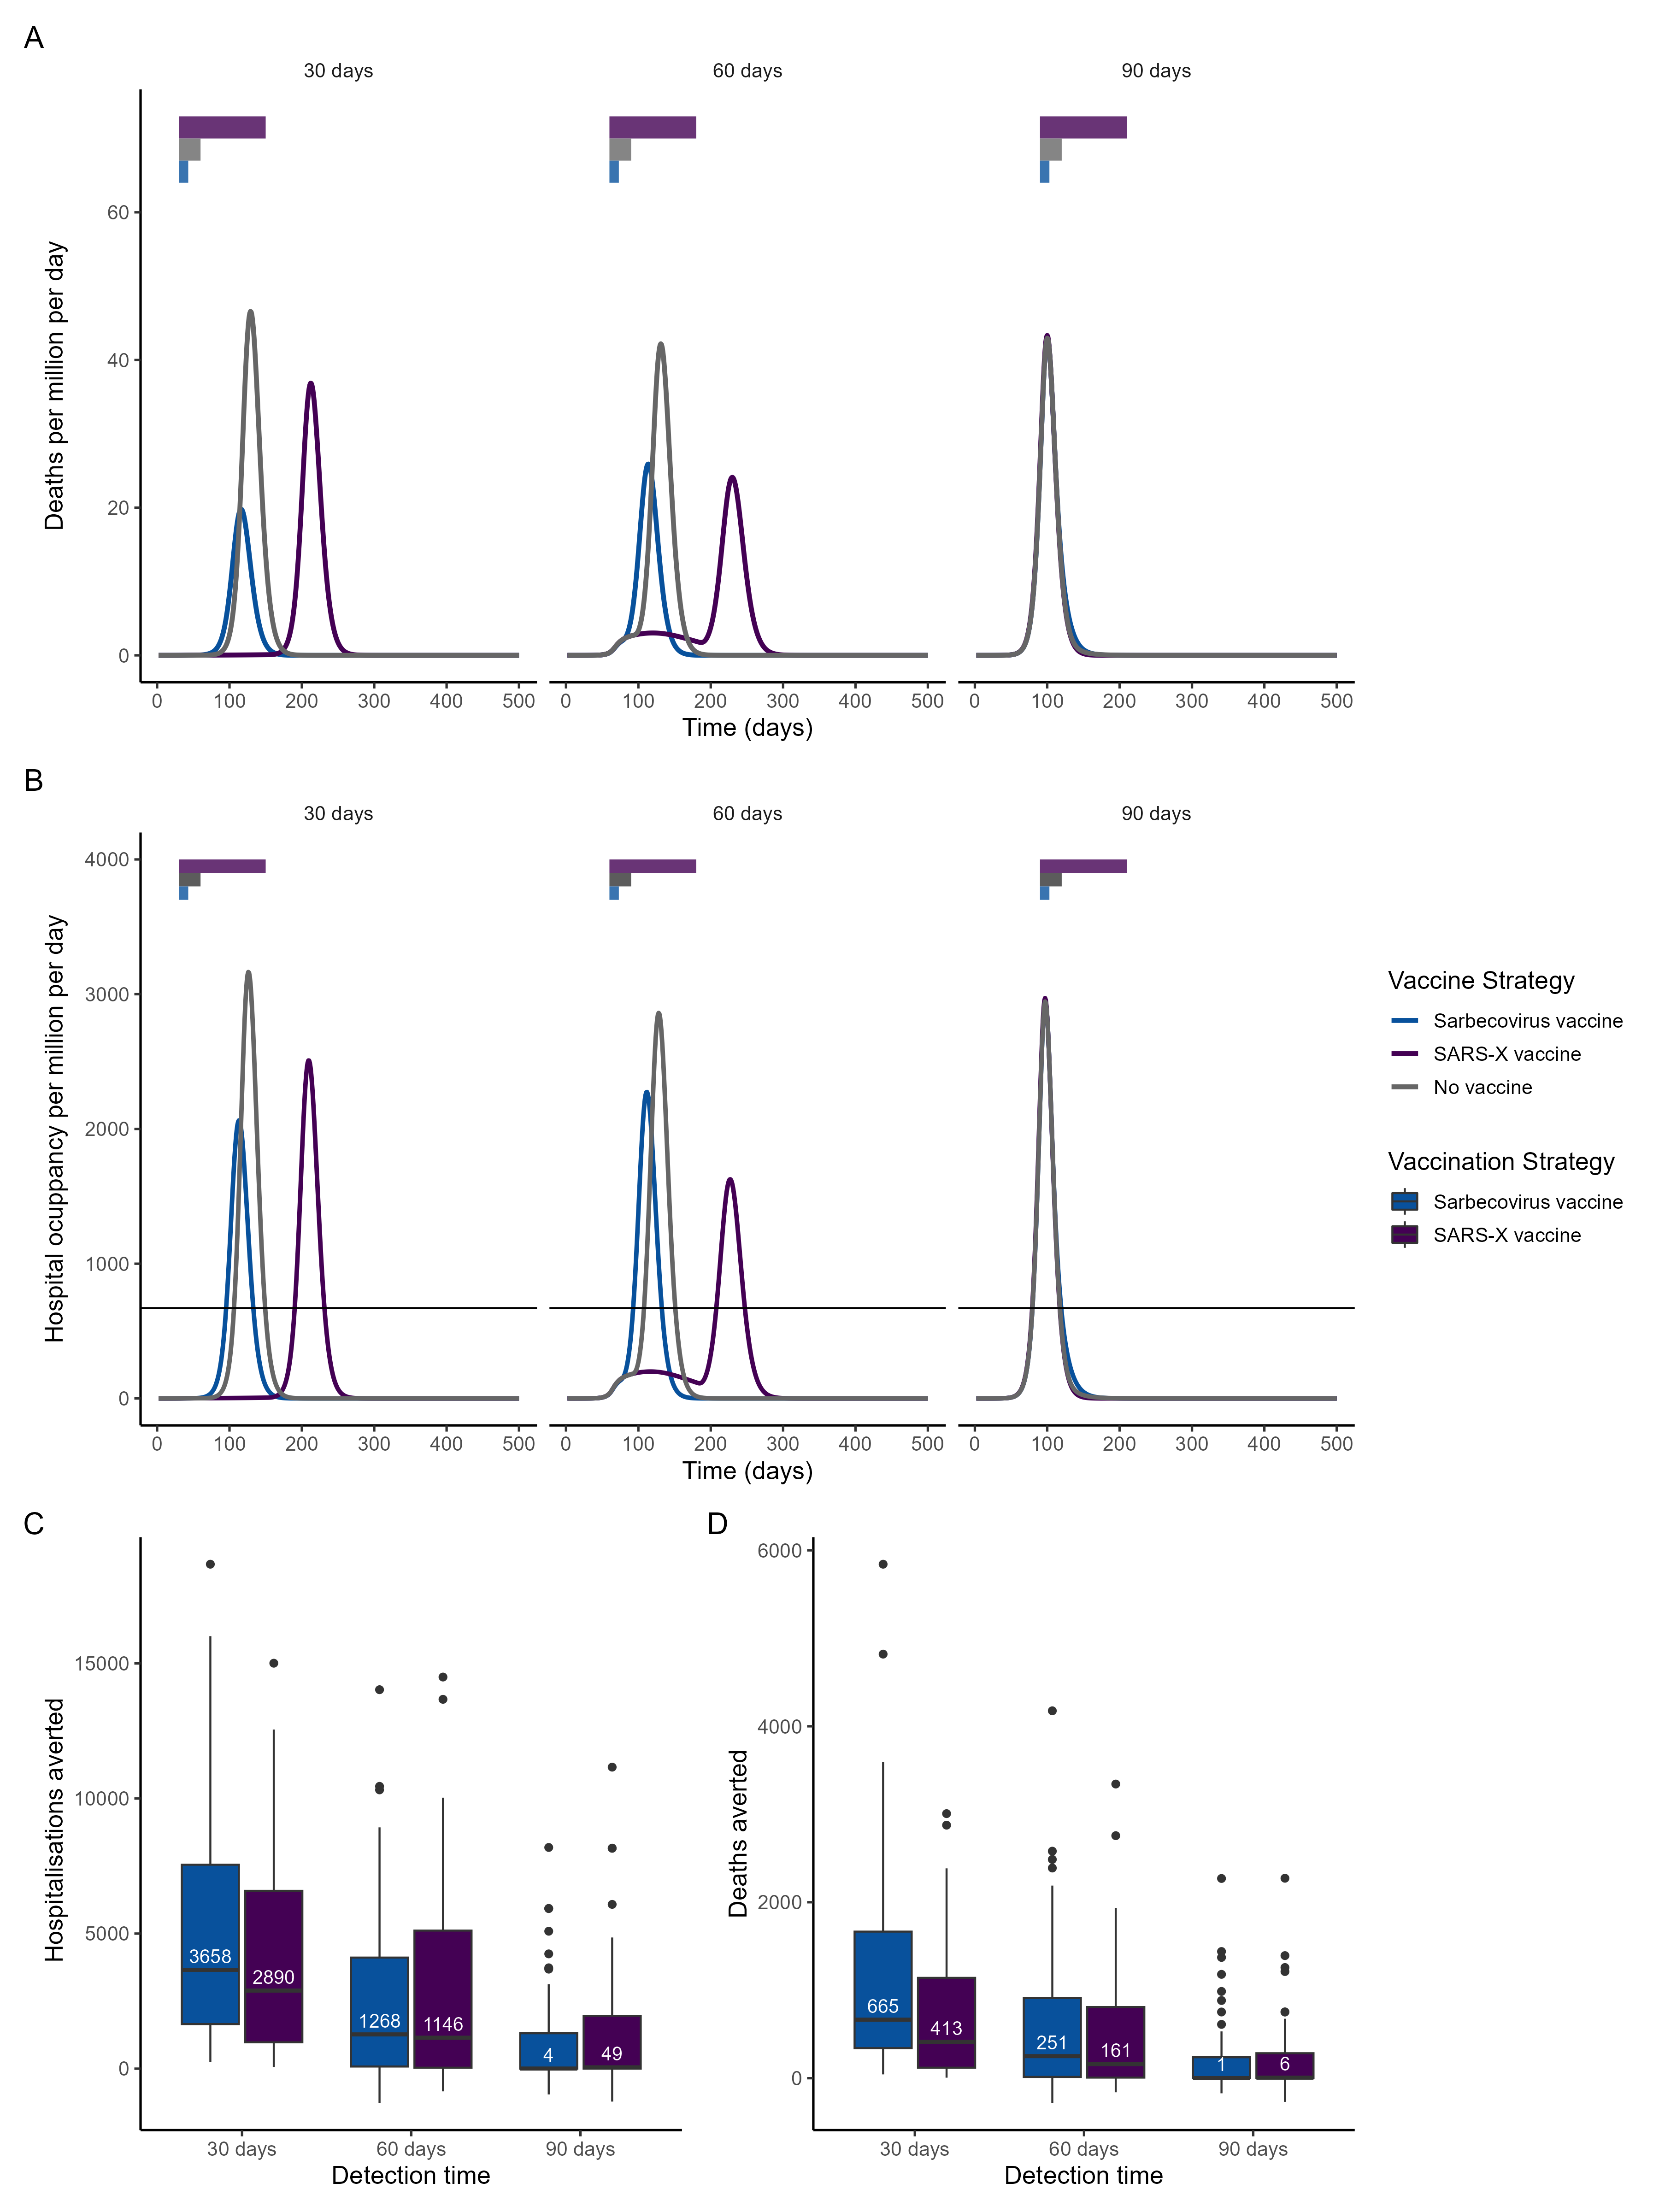 A
30 days
60 days
90 days
60
40
20
0
Deaths per million per day
0 100 200 300 400 500
0 100 200 300 400 500
0 100 200 300 400 500
Time (days)
B
30 days
60 days
90 days
4000
3000
2000
1000
0
Hospital ocuppancy per million per day
0 100 200 300 400 500
0 100 200 300 400 500
0 100 200 300 400 500
Time (days)
Vaccine Strategy
Sarbecovirus vaccine
SARS-X vaccine
No vaccine
Vaccination Strategy
Sarbecovirus vaccine
SARS-X vaccine
C
15000
10000
5000
0
Hospitalisations averted
3658
2890
1268
1146
4
49
30 days
60 days
90 days
Detection time
D
6000
4000
2000
0
Deaths averted
665
413
251
161
1
6
30 days
60 days
90 days
Detection time